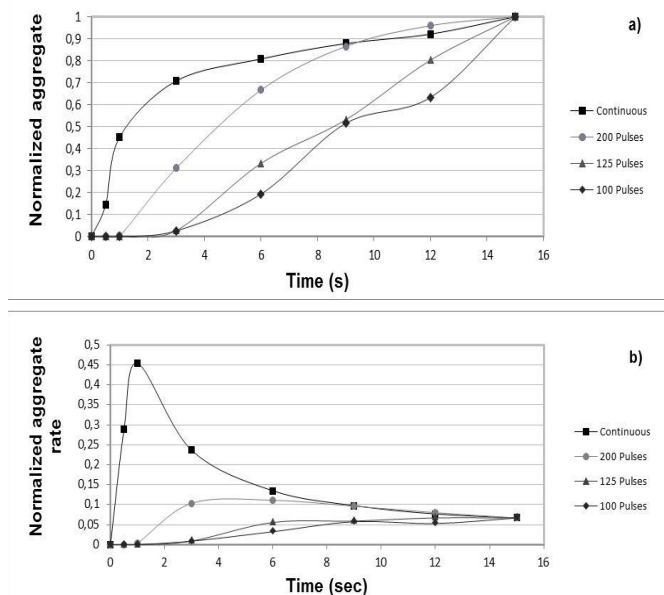 a)
Normalized aggregate
1
0,9
0,8
0,7
0,6
0,5
0,4
0,3
0,2
0,1
0
0 2 4 6 8 10 12 14 16
Time (s)
Continuous
200 Pulses
125 Pulses
100 Pulses
b)
Normalized aggregate
rate
0,5
0,45
0,4
0,35
0,3
0,25
0,2
0,15
0,1
0,05
0
0 2 4 6 8 10 12 14 16
Time (sec)
Continuous
200 Pulses
125 Pulses
100 Pulses